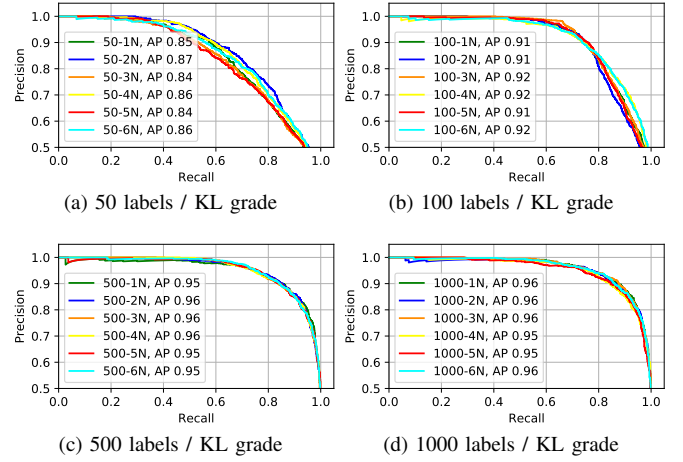 1.0
0.9
0.8
0.7
0.6
0.5
Precision
50-1N, AP 0.85
50-2N, AP 0.87
50-3N, AP 0.84
50-4N, AP 0.86
50-5N, AP 0.84
50-6N, AP 0.86
0.0 0.2 0.4 0.6 0.8 1.0
Recall
(a) 50 labels / KL grade
1.0
0.9
0.8
0.7
0.6
0.5
Precision
100-1N, AP 0.91
100-2N, AP 0.91
100-3N, AP 0.92
100-4N, AP 0.92
100-5N, AP 0.91
100-6N, AP 0.92
0.0 0.2 0.4 0.6 0.8 1.0
Recall
(b) 100 labels / KL grade
1.0
0.9
0.8
0.7
0.6
0.5
Precision
500-1N, AP 0.95
500-2N, AP 0.96
500-3N, AP 0.96
500-4N, AP 0.96
500-5N, AP 0.95
500-6N, AP 0.95
0.0 0.2 0.4 0.6 0.8 1.0
Recall
(c) 500 labels / KL grade
1.0
0.9
0.8
0.7
0.6
0.5
Precision
1000-1N, AP 0.96
1000-2N, AP 0.96
1000-3N, AP 0.96
1000-4N, AP 0.95
1000-5N, AP 0.95
1000-6N, AP 0.96
0.0 0.2 0.4 0.6 0.8 1.0
Recall
(d) 1000 labels / KL grade